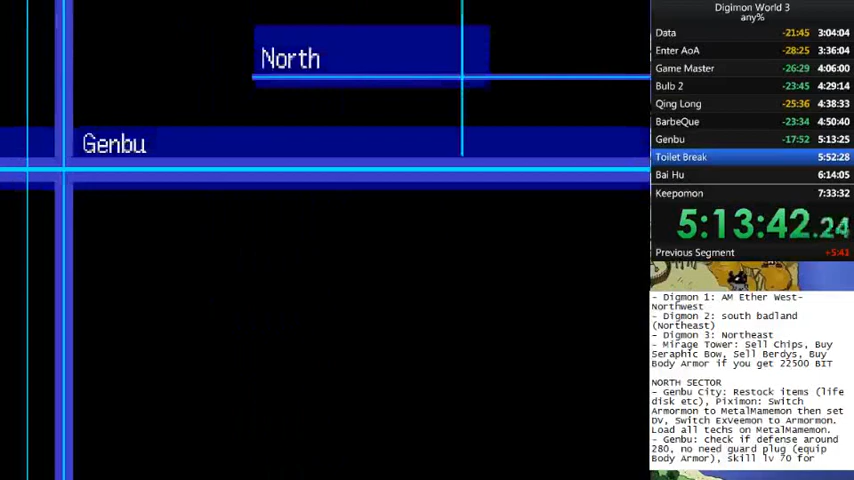 North
Genbu
Digimon World 3
any%
Data -21:45 3:04:04
Enter AoA -28:25 3:36:04
Game Master -26:29 4:06:00
Bulb 2 -23:45 4:29:14
Qing Long -25:36 4:38:33
BarbeQue -23:34 4:50:40
Genbu -17:52 5:13:25
Toilet Break 5:52:28
Bai Hu 6:14:05
Keepomon 7:33:32
5:13:42.24
Previous Segment +5:41
- Digmon 1: AM Ether West-
Northwest
- Digmon 2: south badland
(Northeast)
- Digmon 3: Northeast
- Mirage Tower: Sell Chips, Buy
Seraphic Bow, Sell Berdys, Buy
Body Armor if you get 22500 BIT
NORTH SECTOR
- Genbu City: Restock items (life
disk etc), Piximon: Switch
Armormon to MetalMamemon then set
DV, Switch ExVeemon to Armormon.
Load all techs on MetalMamemon.
- Genbu: check if defense around
280, no need guard plug (equip
Body Armor), skill lv 70 for